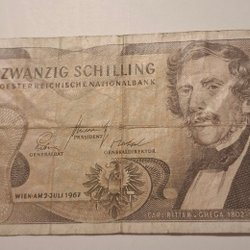 ZWANZIG SCHILLING
OESTERREICHISCHE NATIONALBANK
PRÄSIDENT
GENERALRAT GENERALDIREKTOR
WIEN·AM 2·JULI 1967
CARL RITTER v. GHEGA 1802